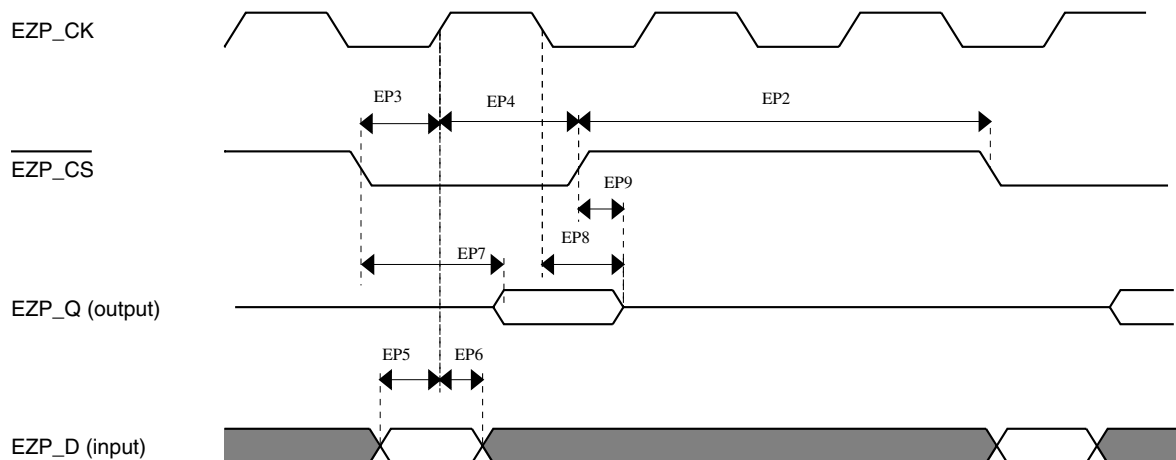 EZP_CK
EP3
EP4
EP2
EZP_CS
EP9
EP8
EP7
EZP_Q (output)
EP5
EP6
EZP_D (input)